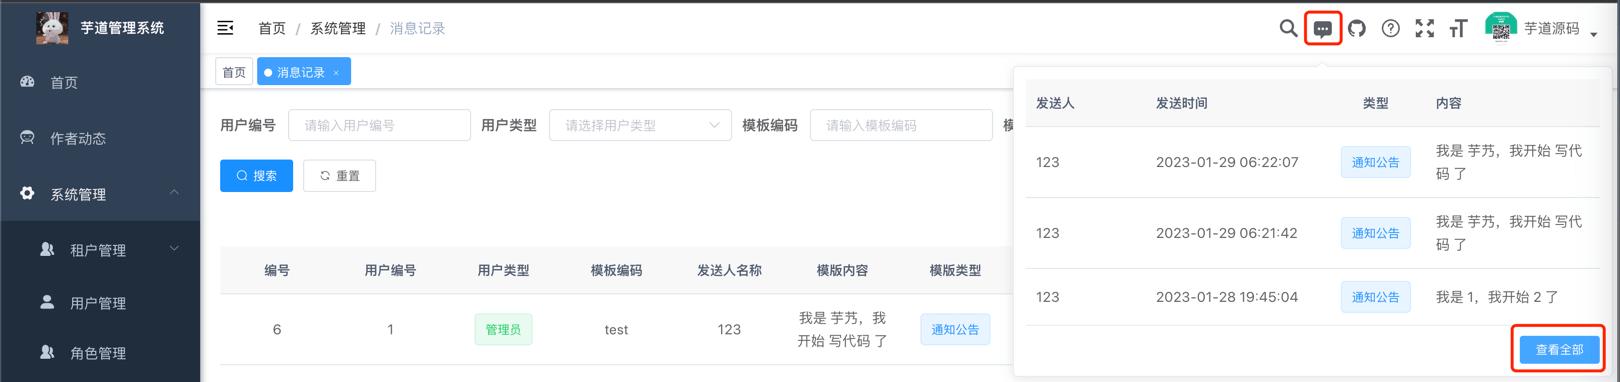 芋道管理系统
首页 / 系统管理 / 消息记录
芋道源码
首页
作者动态
系统管理
租户管理
用户管理
角色管理
首页 消息记录 ×
用户编号 请输入用户编号 用户类型 请选择用户类型 模板编码 请输入模板编码
搜索 重置
编号 用户编号 用户类型 模板编码 发送人名称 模版内容 模版类型
6 1 管理员 test 123 我是 芋艿，我 通知公告
开始 写代码 了
发送人 发送时间 类型 内容
123 2023-01-29 06:22:07 通知公告 我是 芋艿，我开始 写代
码 了
123 2023-01-29 06:21:42 通知公告 我是 芋艿，我开始 写代
码 了
123 2023-01-28 19:45:04 通知公告 我是 1，我开始 2 了
查看全部